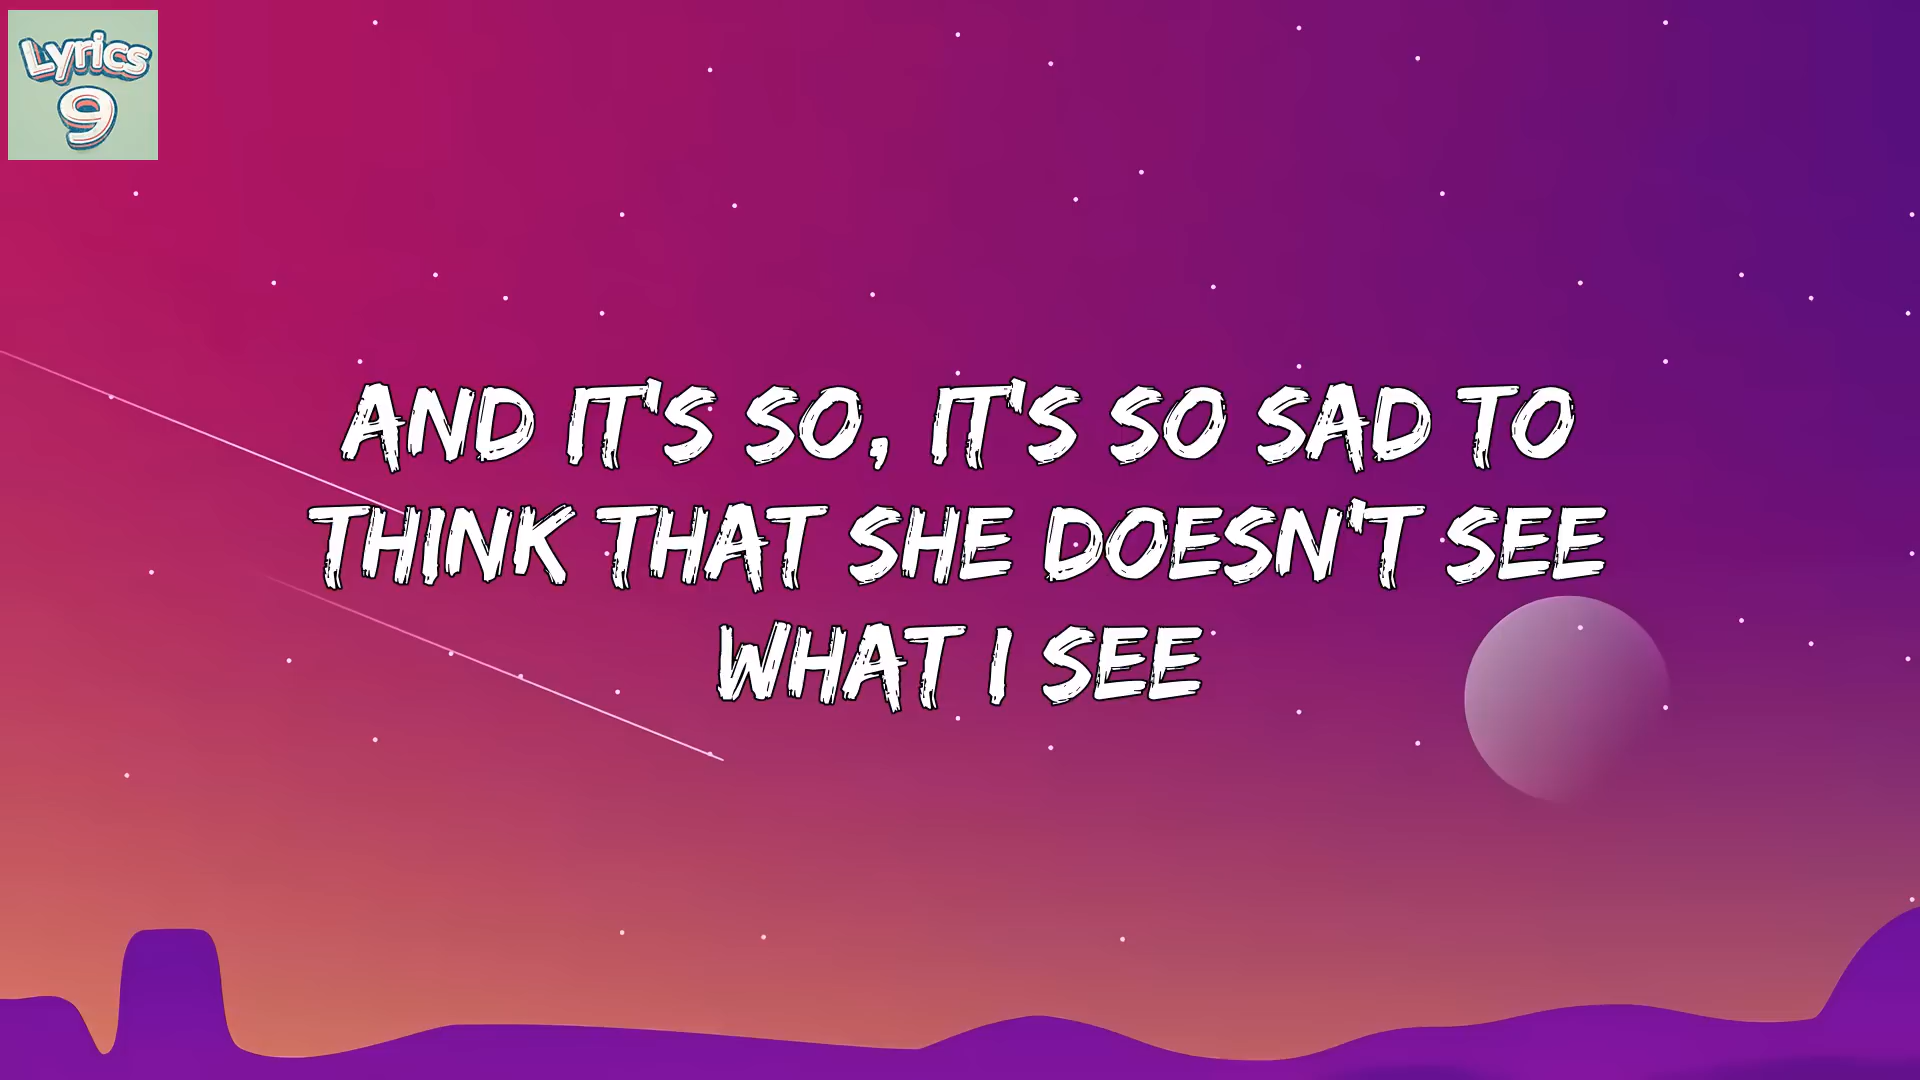 Lyrics
9
AND IT'S SO, IT'S SO SAD TO
THINK THAT SHE DOESN'T SEE
WHAT I SEE